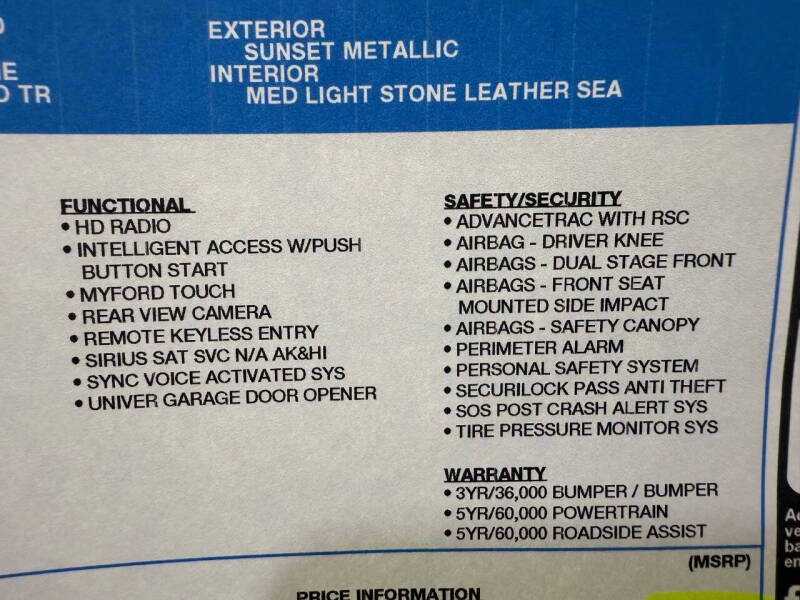 EXTERIOR
SUNSET METALLIC
INTERIOR
MED LIGHT STONE LEATHER SEA
E
D TR
FUNCTIONAL
• HD RADIO
• INTELLIGENT ACCESS W/PUSH
BUTTON START
• MYFORD TOUCH
• REAR VIEW CAMERA
• REMOTE KEYLESS ENTRY
• SIRIUS SAT SVC N/A AK&HI
• SYNC VOICE ACTIVATED SYS
• UNIVER GARAGE DOOR OPENER
SAFETY/SECURITY
• ADVANCETRAC WITH RSC
• AIRBAG - DRIVER KNEE
• AIRBAGS - DUAL STAGE FRONT
• AIRBAGS - FRONT SEAT
MOUNTED SIDE IMPACT
• AIRBAGS - SAFETY CANOPY
• PERIMETER ALARM
• PERSONAL SAFETY SYSTEM
• SECURILOCK PASS ANTI THEFT
• SOS POST CRASH ALERT SYS
• TIRE PRESSURE MONITOR SYS
WARRANTY
• 3YR/36,000 BUMPER / BUMPER
• 5YR/60,000 POWERTRAIN
• 5YR/60,000 ROADSIDE ASSIST
(MSRP)
PRICE INFORMATION
Ac
ve
ba
en